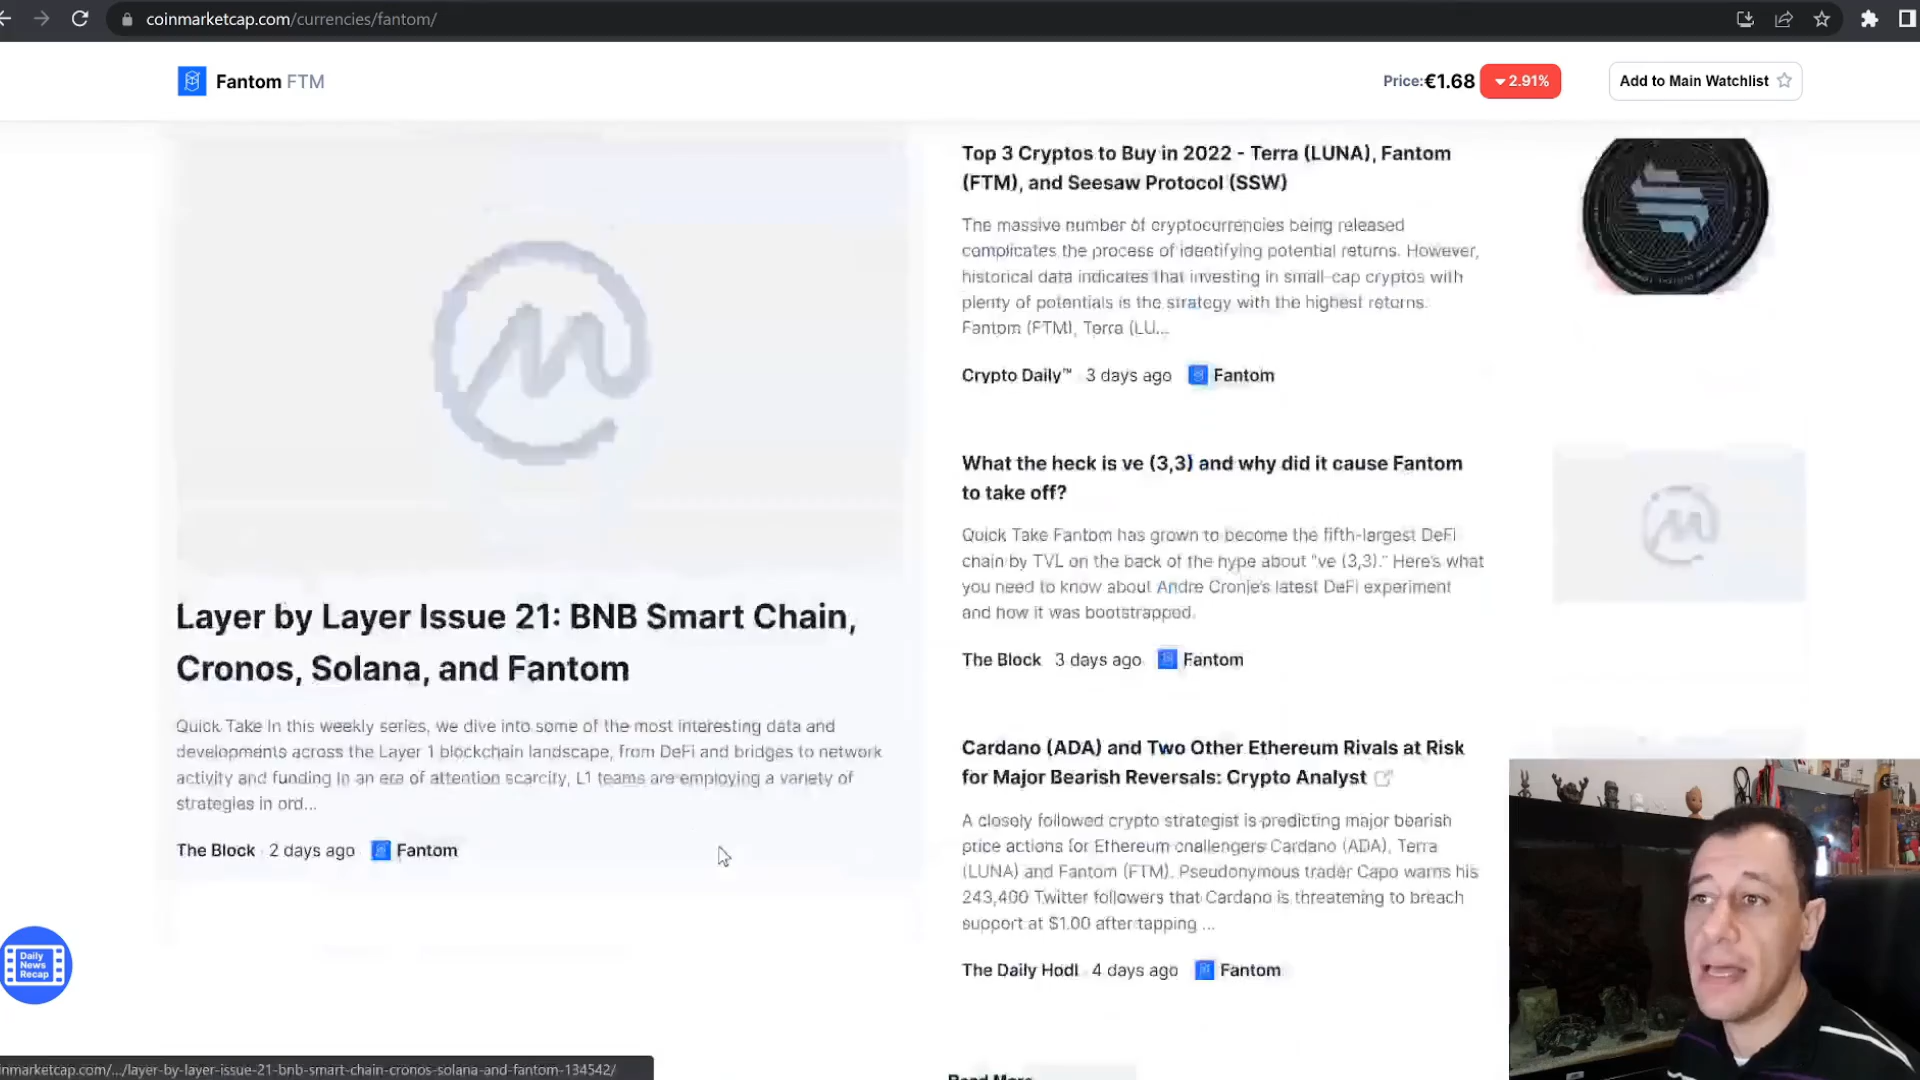 coinmarketcap.com/currencies/fantom/
Fantom FTM
Price:€1.68 2.91%
Add to Main Watchlist
Layer by Layer Issue 21: BNB Smart Chain,
Cronos, Solana, and Fantom
Quick Take In this weekly series, we dive into some of the most interesting data and
developments across the Layer 1 blockchain landscape, from DeFi and bridges to network
activity and funding In an era of attention scarcity, L1 teams are employing a variety of
strategies in ord...
The Block · 2 days ago Fantom
Top 3 Cryptos to Buy in 2022 - Terra (LUNA), Fantom
(FTM), and Seesaw Protocol (SSW)
The massive number of cryptocurrencies being released
complicates the process of identifying potential returns. However,
historical data indicates that investing in small-cap cryptos with
plenty of potentials is the strategy with the highest returns.
Fantom (FTM), Terra (LU...
Crypto Daily™ · 3 days ago Fantom
What the heck is ve (3,3) and why did it cause Fantom
to take off?
Quick Take Fantom has grown to become the fifth-largest DeFi
chain by TVL on the back of the hype about "ve (3,3)." Here's what
you need to know about Andre Cronje's latest DeFi experiment
and how it was bootstrapped.
The Block · 3 days ago Fantom
Cardano (ADA) and Two Other Ethereum Rivals at Risk
for Major Bearish Reversals: Crypto Analyst
A closely followed crypto strategist is predicting major bearish
price actions for Ethereum challengers Cardano (ADA), Terra
(LUNA) and Fantom (FTM). Pseudonymous trader Capo warns his
243,400 Twitter followers that Cardano is threatening to breach
support at $1.00 after tapping ...
The Daily Hodl · 4 days ago Fantom
Read More
Daily
News
Recap
inmarketcap.com/.../layer-by-layer-issue-21-bnb-smart-chain-cronos-solana-and-fantom-134542/